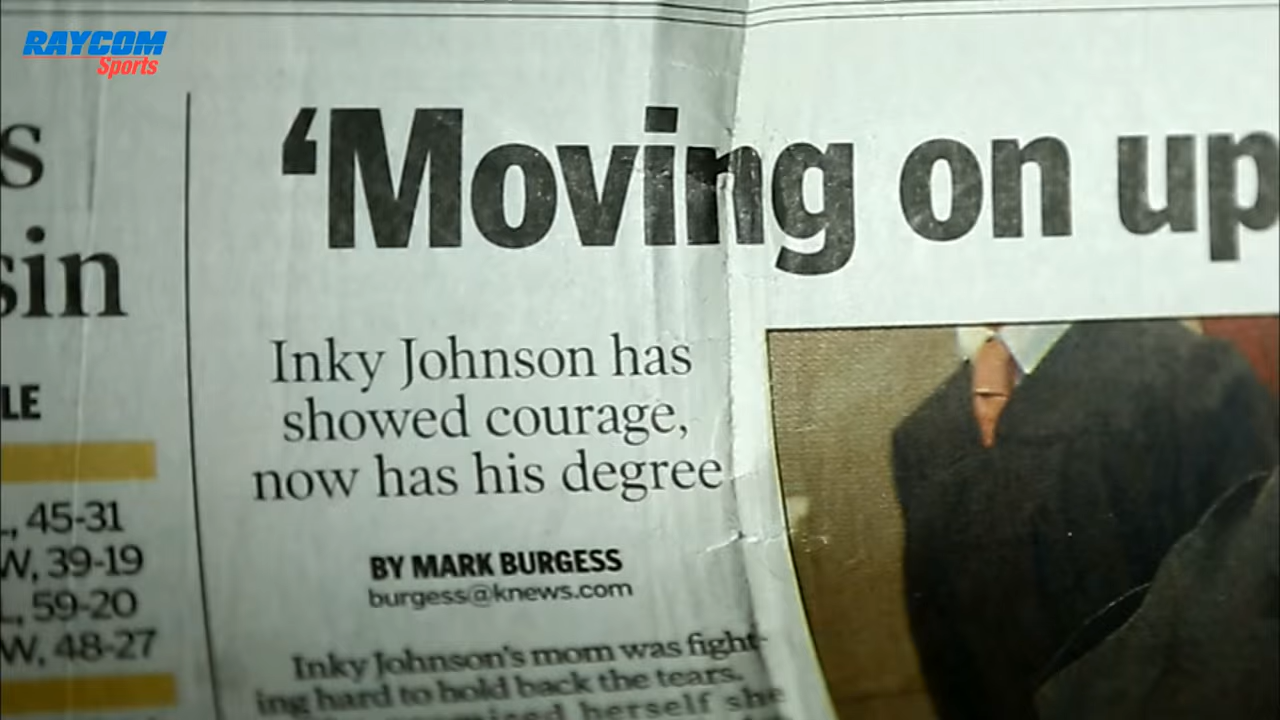 RAYCOM
Sports
s
sin
LE
L, 45-31
W, 39-19
L, 59-20
W, 48-27
‘Moving on up
Inky Johnson has
showed courage,
now has his degree
BY MARK BURGESS
burgess@knews.com
Inky Johnson's mom was fight-
ing hard to hold back the tears.
herself she